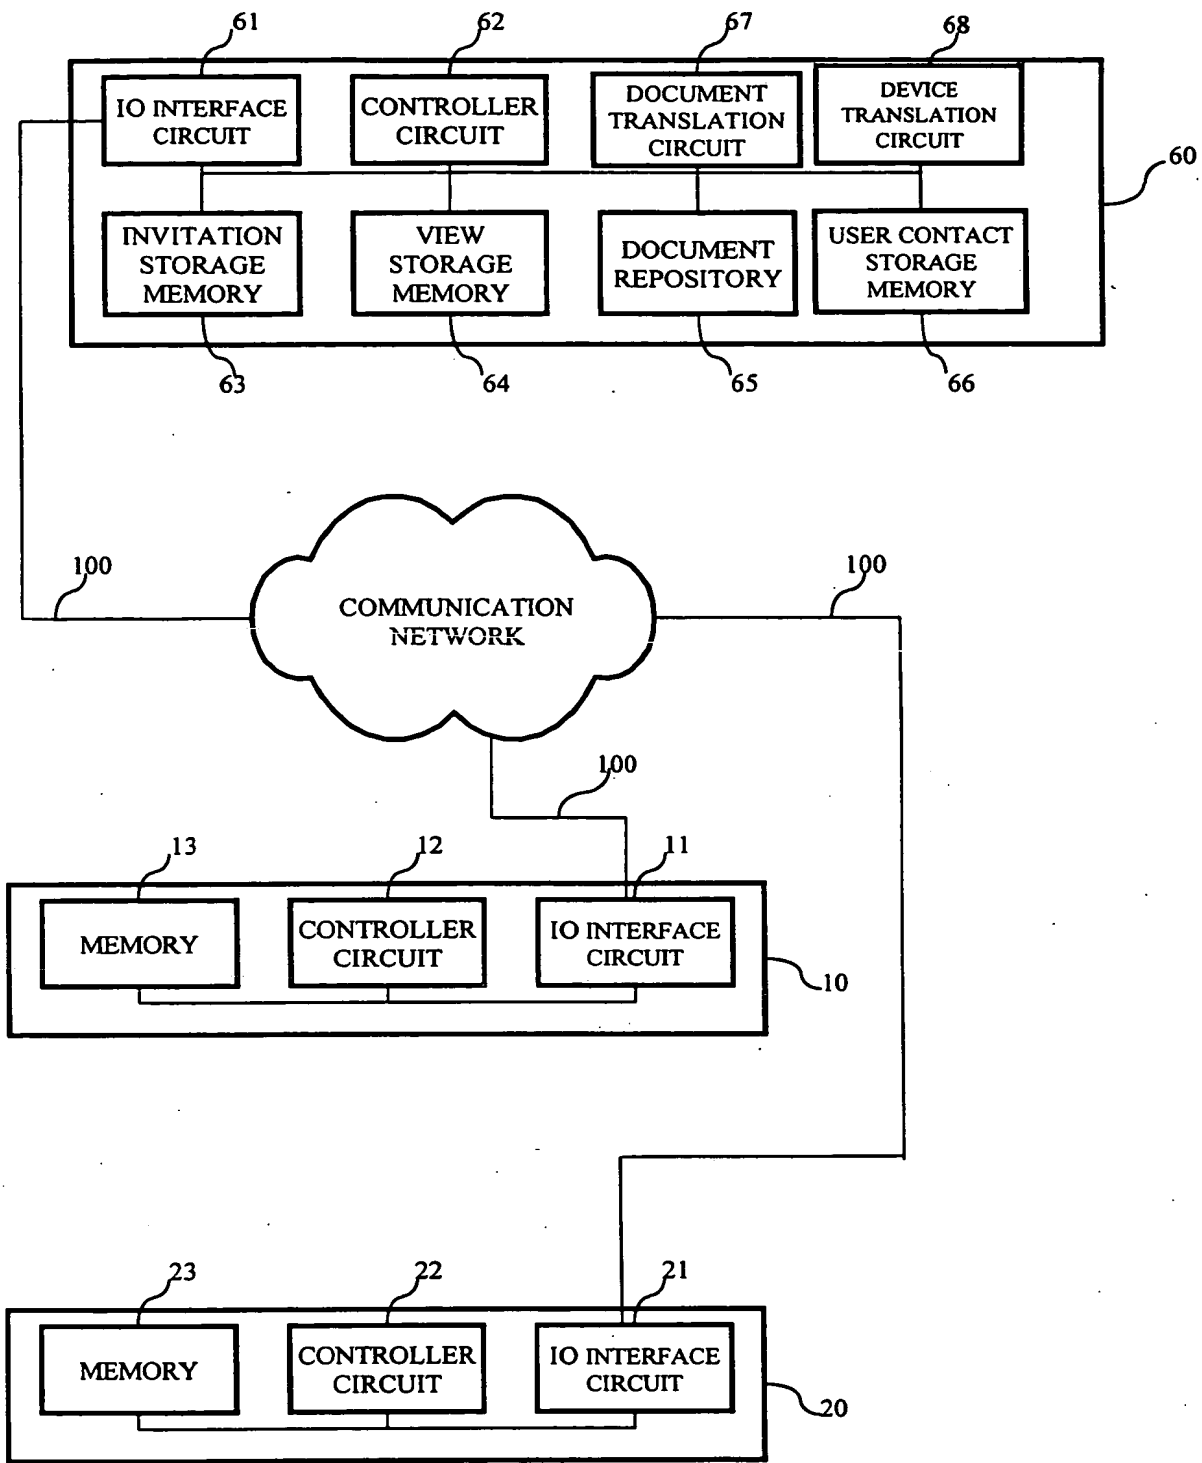 61
62
67
68
IO INTERFACE
CIRCUIT
CONTROLLER
CIRCUIT
DOCUMENT
TRANSLATION
CIRCUIT
DEVICE
TRANSLATION
CIRCUIT
60
INVITATION
STORAGE
MEMORY
VIEW
STORAGE
MEMORY
DOCUMENT
REPOSITORY
USER CONTACT
STORAGE
MEMORY
63
64
65
66
100
100
COMMUNICATION
NETWORK
100
13
12
11
MEMORY
CONTROLLER
CIRCUIT
IO INTERFACE
CIRCUIT
10
23
22
21
MEMORY
CONTROLLER
CIRCUIT
IO INTERFACE
CIRCUIT
20